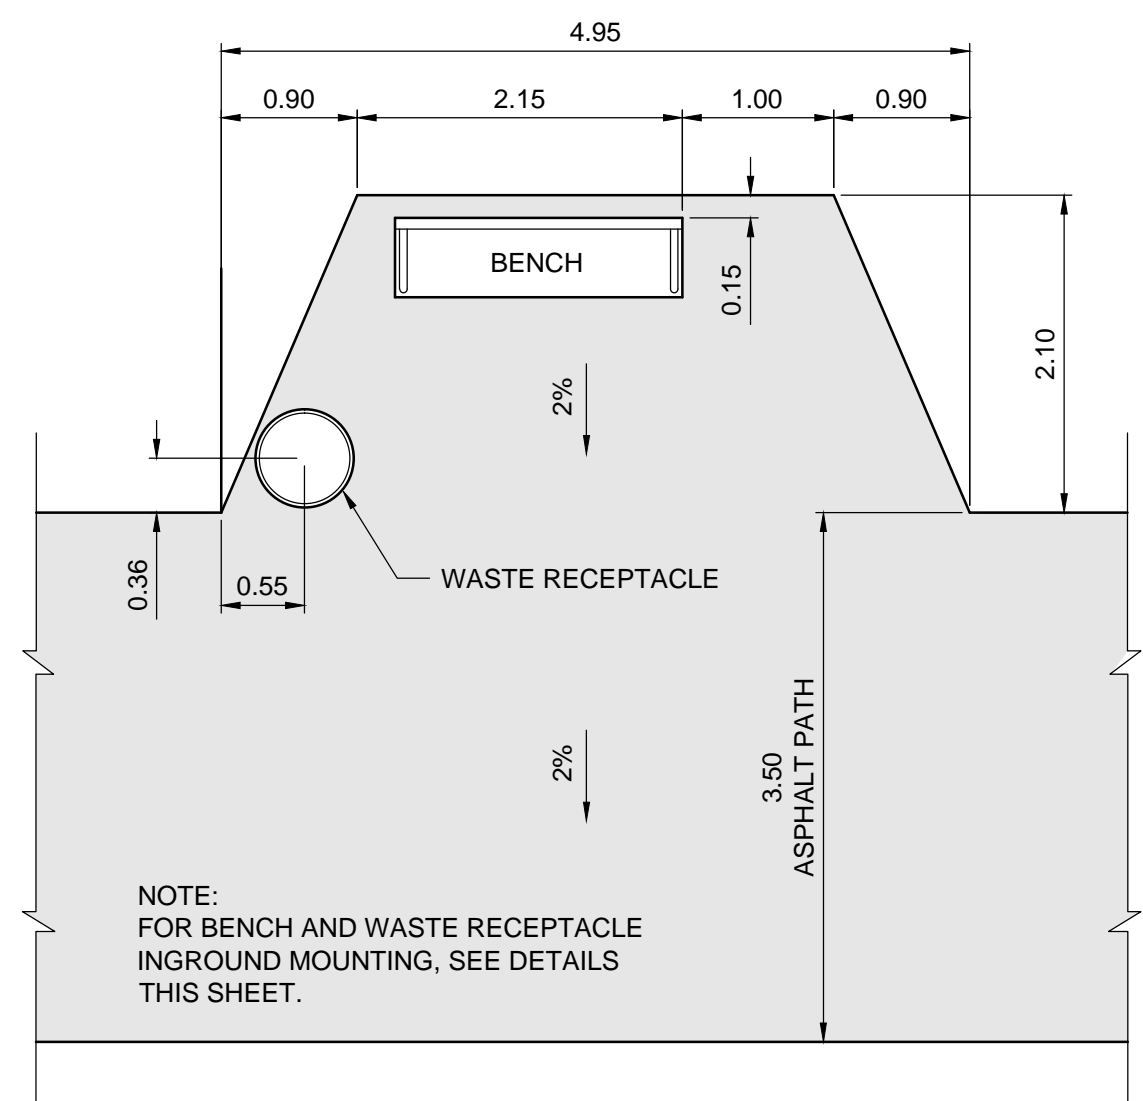 4.95
0.90
2.15
1.00
0.90
BENCH
0.15
2.10
2%
0.36
0.55
WASTE RECEPTACLE
2%
3.50
ASPHALT PATH
NOTE:
FOR BENCH AND WASTE RECEPTACLE
INGROUND MOUNTING, SEE DETAILS
THIS SHEET.